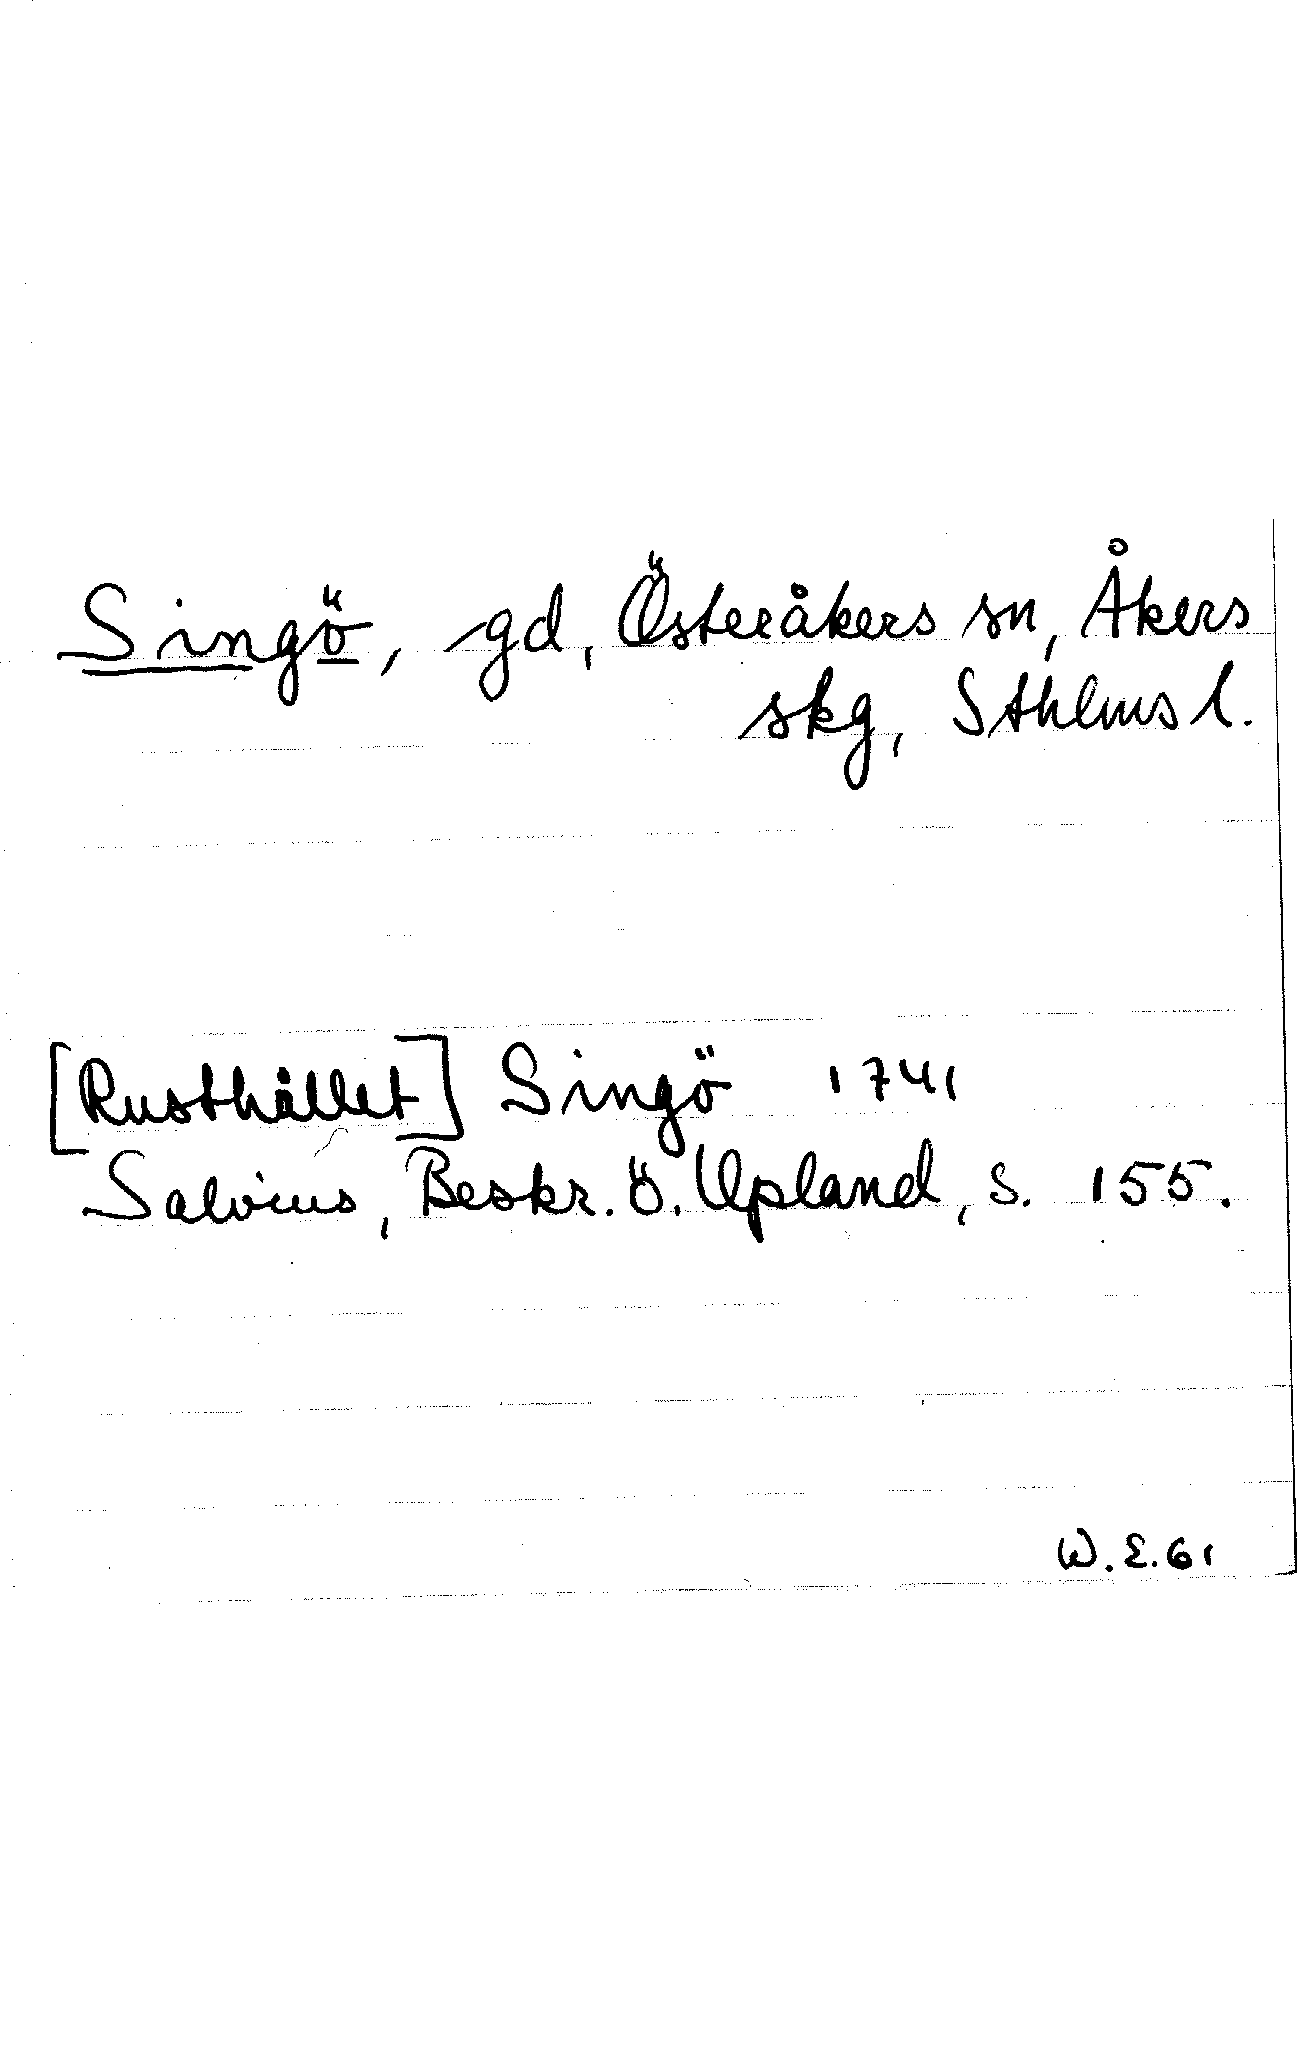 Singö, gd, Österåkers sn, Åkers
skg, Sthlms l.
[Rusthållet] Singö 1741
Salvius, Beskr. ö. Upland, s. 155.
W.E.61